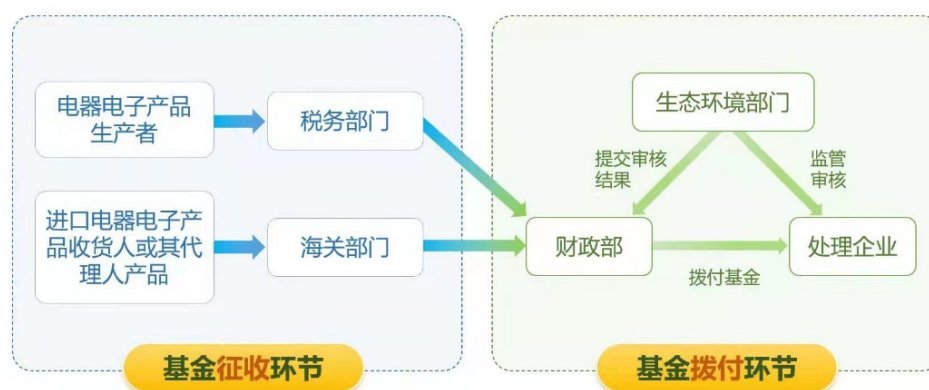 电器电子产品
生产者
税务部门
进口电器电子产
品收货人或其代
理人产品
海关部门
基金征收环节
生态环境部门
提交审核
结果
监管
审核
财政部
处理企业
拨付基金
基金拨付环节